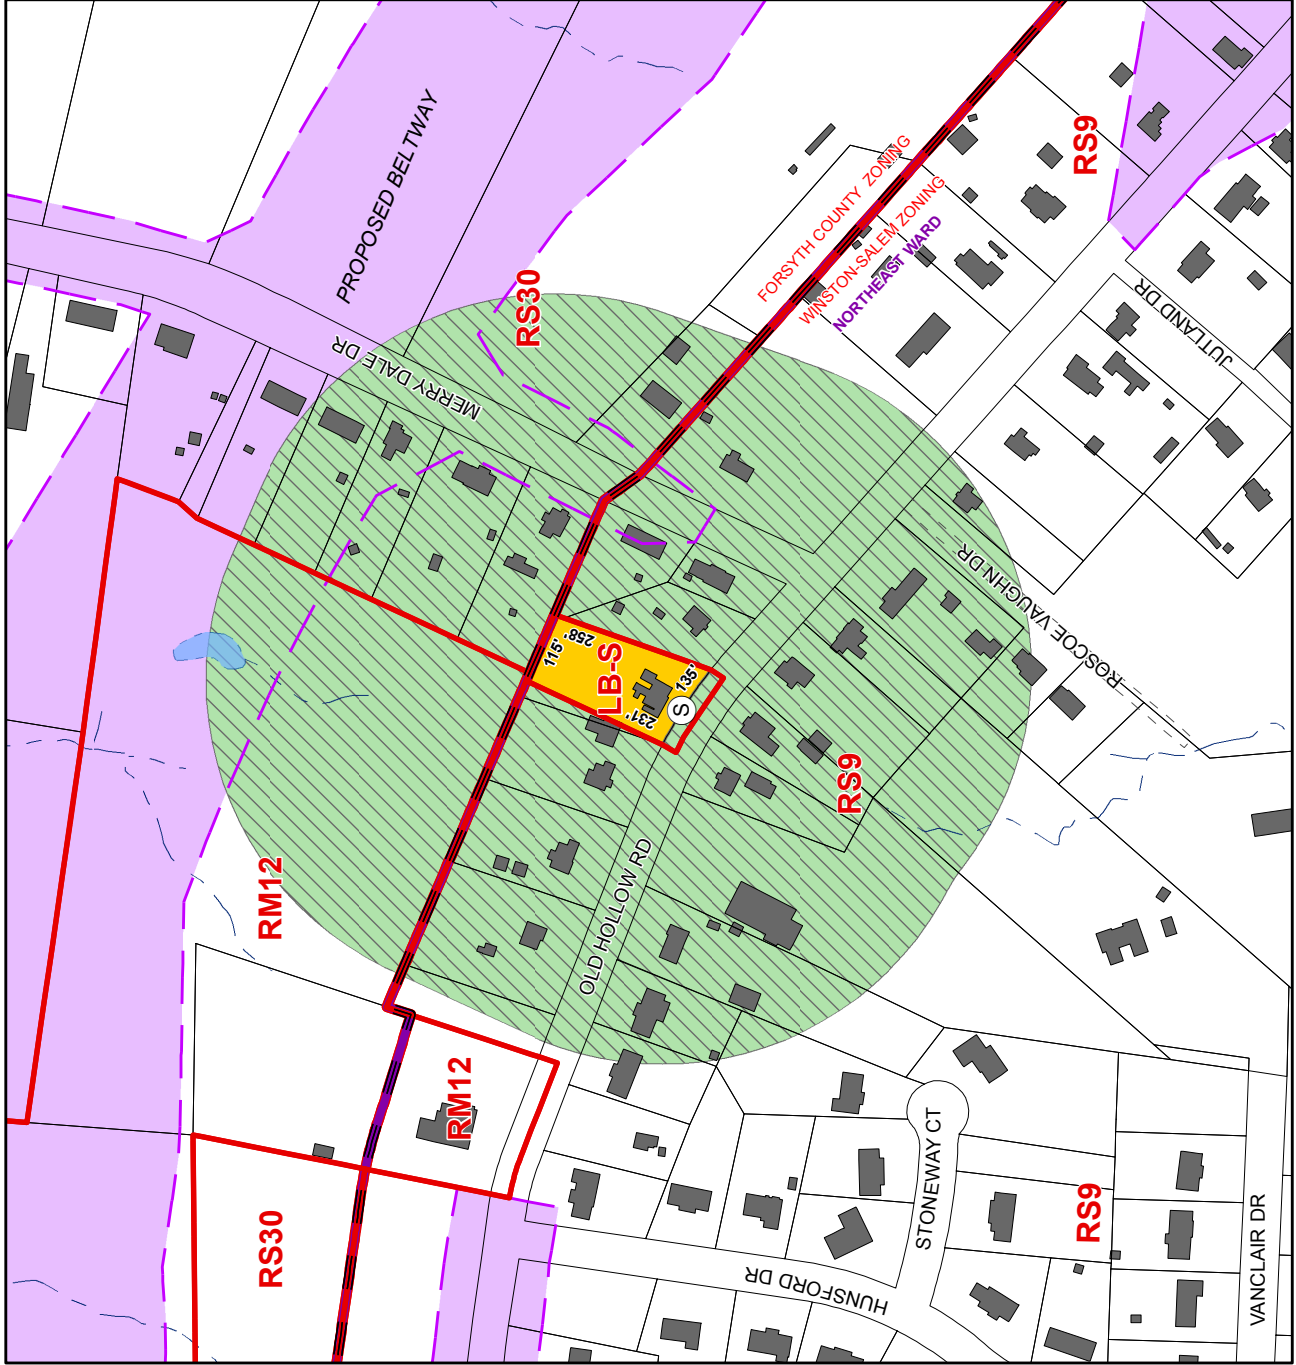 PROPOSED BELTWAY
MERRY DALE DR
RS30
FORSYTH COUNTY ZONING
WINSTON-SALEM ZONING
NORTHEAST WARD
RS9
JUTLAND DR
ROSCOE VAUGHN DR
115'
258'
LB-S
135'
231'
S
RS9
OLD HOLLOW RD
RM12
RM12
RS30
STONEWAY CT
HUNSFORD DR
RS9
VANCLAIR DR